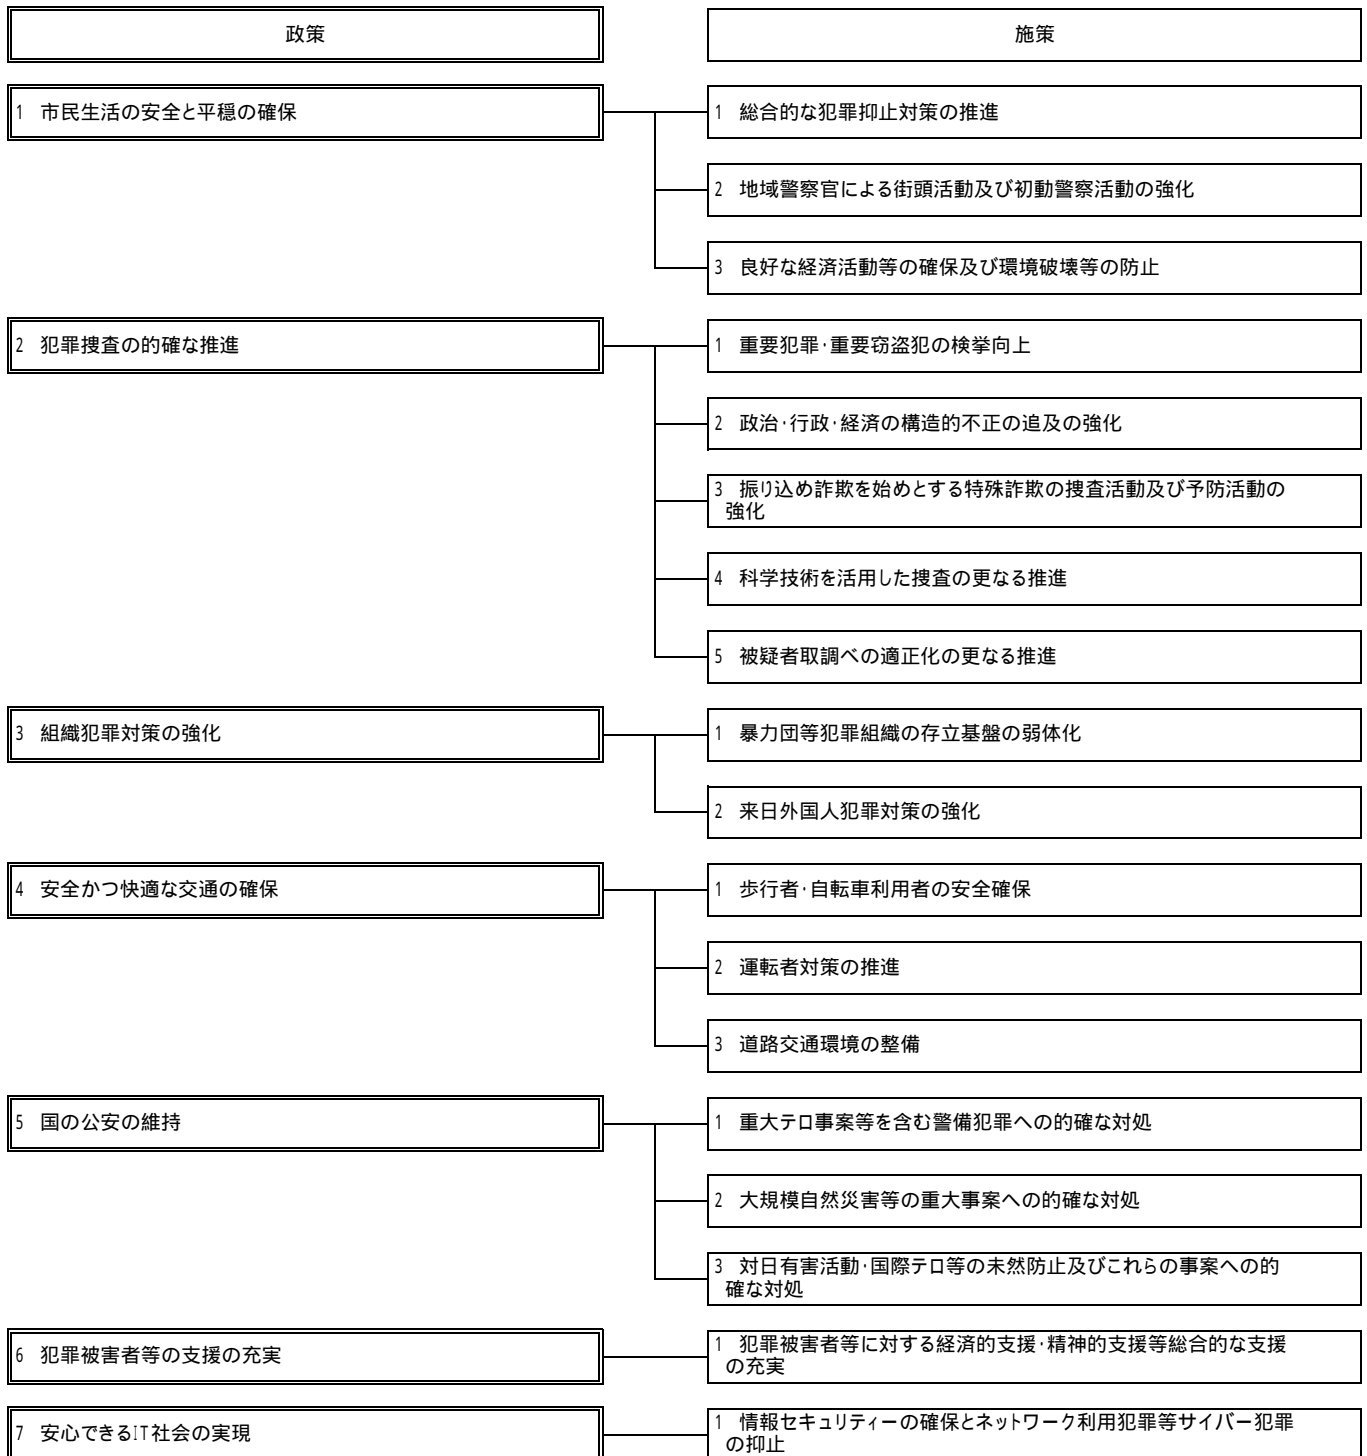 政策
施策
1 市民生活の安全と平穏の確保
1 総合的な犯罪抑止対策の推進
2 地域警察官による街頭活動及び初動警察活動の強化
3 良好な経済活動等の確保及び環境破壊等の防止
2 犯罪捜査の的確な推進
1 重要犯罪・重要窃盗犯の検挙向上
2 政治・行政・経済の構造的不正の追及の強化
3 振り込め詐欺を始めとする特殊詐欺の捜査活動及び予防活動の
強化
4 科学技術を活用した捜査の更なる推進
5 被疑者取調べの適正化の更なる推進
3 組織犯罪対策の強化
1 暴力団等犯罪組織の存立基盤の弱体化
2 来日外国人犯罪対策の強化
4 安全かつ快適な交通の確保
1 歩行者・自転車利用者の安全確保
2 運転者対策の推進
3 道路交通環境の整備
5 国の公安の維持
1 重大テロ事案等を含む警備犯罪への的確な対処
2 大規模自然災害等の重大事案への的確な対処
3 対日有害活動・国際テロ等の未然防止及びこれらの事案への的
確な対処
6 犯罪被害者等の支援の充実
1 犯罪被害者等に対する経済的支援・精神的支援等総合的な支援
の充実
7 安心できるIT社会の実現
1 情報セキュリティーの確保とネットワーク利用犯罪等サイバー犯罪
の抑止